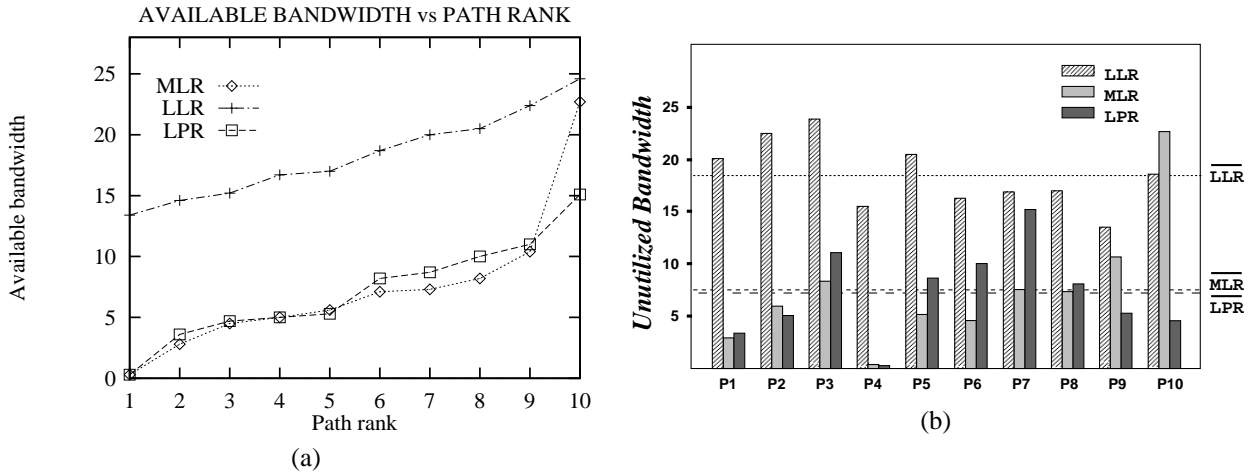 AVAILABLE BANDWIDTH vs PATH RANK
Available bandwidth
25
20
15
10
5
0
MLR
LLR
LPR
1 2 3 4 5 6 7 8 9 10
Path rank
(a)
Unutilized Bandwidth
25
20
15
10
5
LLR
MLR
LPR
LLR
MLR
LPR
P1 P2 P3 P4 P5 P6 P7 P8 P9 P10
(b)